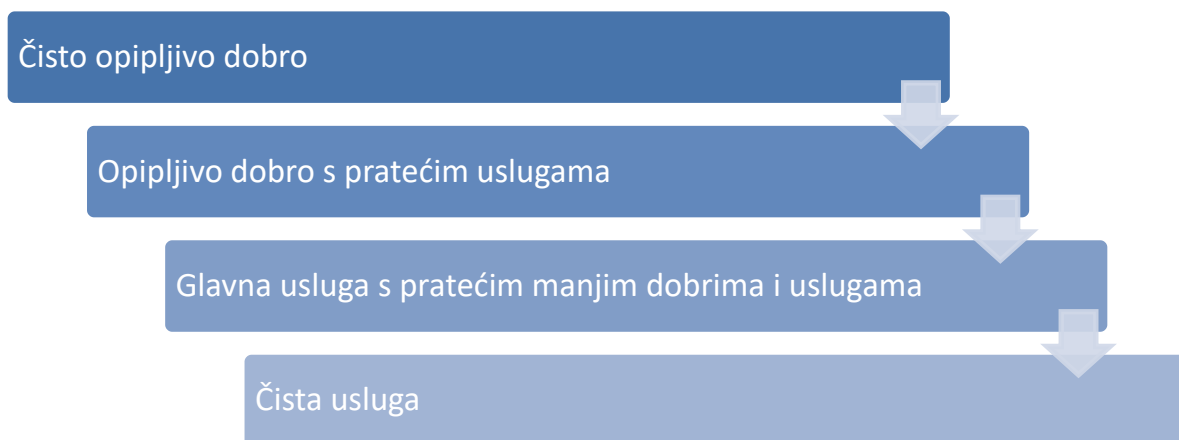 Čisto opipljivo dobro
Opipljivo dobro s pratećim uslugama
Glavna usluga s pratećim manjim dobrima i uslugama
Čista usluga